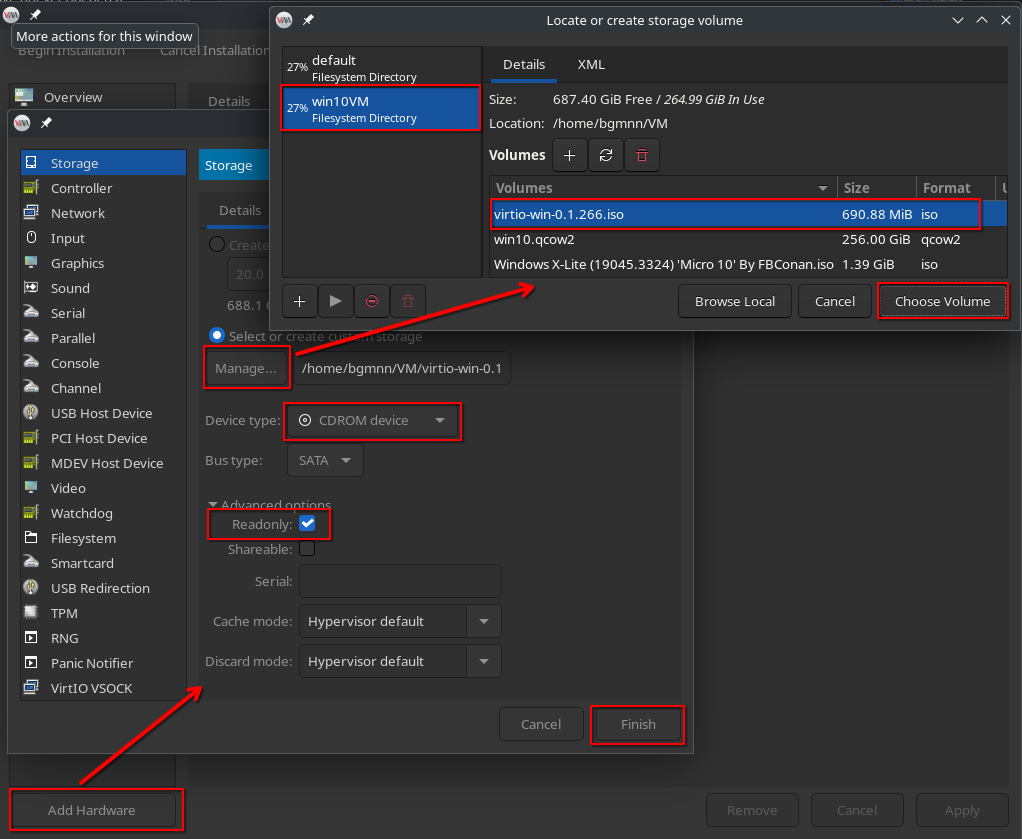 More actions for this window
Begin Installation
Cancel Installation
Overview
Details
Storage
Controller
Network
Input
Graphics
Sound
Serial
Parallel
Console
Channel
USB Host Device
PCI Host Device
MDEV Host Device
Video
Watchdog
Filesystem
Smartcard
USB Redirection
TPM
RNG
Panic Notifier
VirtIO VSOCK
Storage
Details
Create
20.0
688.1
Select or create custom storage
Manage...
/home/bgmnn/VM/virtio-win-0.1
Device type: CDROM device
Bus type: SATA
Advanced options
Readonly:
Shareable:
Serial:
Cache mode: Hypervisor default
Discard mode: Hypervisor default
Cancel
Finish
Locate or create storage volume
27% default
Filesystem Directory
27% win10VM
Filesystem Directory
Details XML
Size: 687.40 GiB Free / 264.99 GiB In Use
Location: /home/bgmnn/VM
Volumes
Volumes Size Format
virtio-win-0.1.266.iso 690.88 MiB iso
win10.qcow2 256.00 GiB qcow2
Windows X-Lite (19045.3324) 'Micro 10' By FBConan.iso 1.39 GiB iso
Browse Local
Cancel
Choose Volume
Add Hardware
Remove
Cancel
Apply